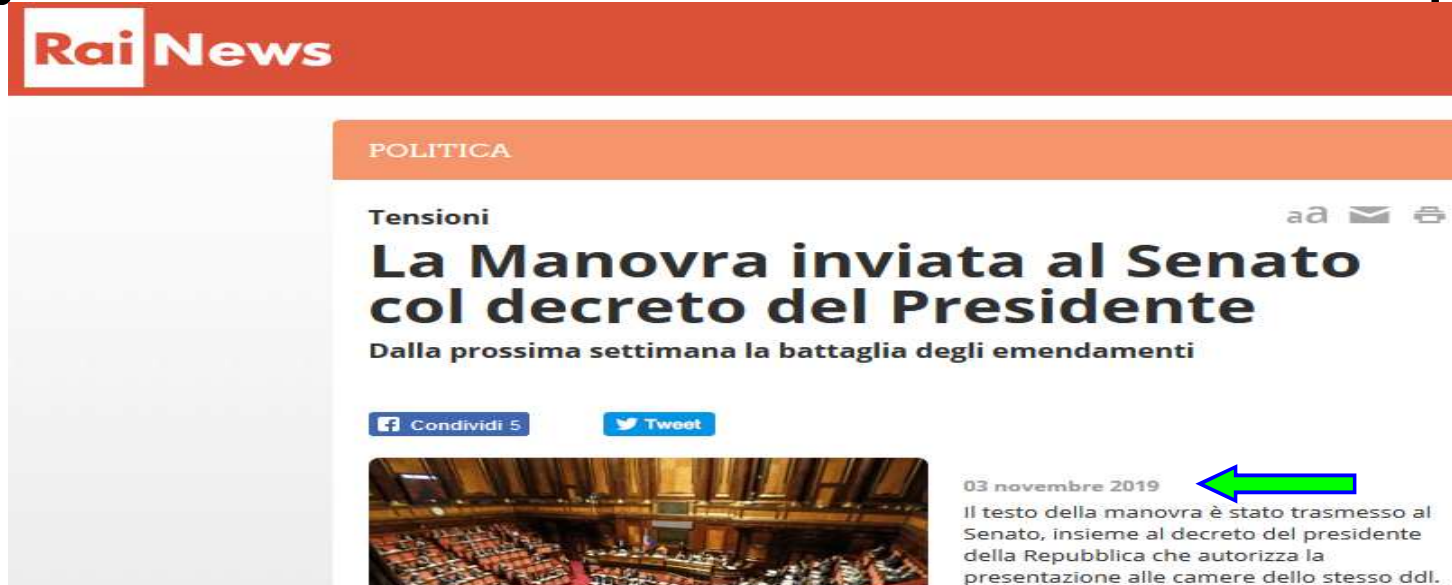 Rai News
POLITICA
Tensioni
aa
La Manovra inviata al Senato
col decreto del Presidente
Dalla prossima settimana la battaglia degli emendamenti
Condividi 5
Tweet
03 novembre 2019
Il testo della manovra è stato trasmesso al
Senato, insieme al decreto del presidente
della Repubblica che autorizza la
presentazione alle camere dello stesso ddl.